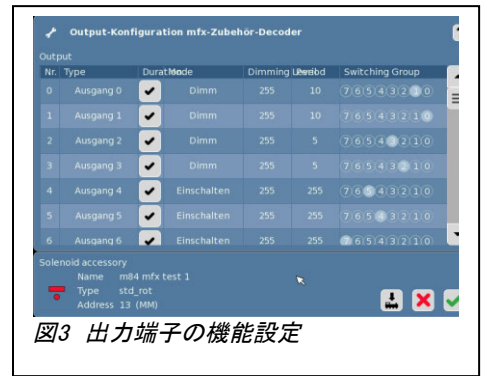 Output-Konfiguration mfx-Zubehör-Decoder
Output
Nr. Type Duration Mode Dimming Level Period Switching Group
0 Ausgang 0 Dimm 255 10 7 6 5 4 3 2 1 0
1 Ausgang 1 Dimm 255 10 7 6 5 4 3 2 1 0
2 Ausgang 2 Dimm 255 5 7 6 5 4 3 2 1 0
3 Ausgang 3 Dimm 255 5 7 6 5 4 3 2 1 0
4 Ausgang 4 Einschalten 255 255 7 6 5 4 3 2 1 0
5 Ausgang 5 Einschalten 255 255 7 6 5 4 3 2 1 0
6 Ausgang 6 Einschalten 255 255 7 6 5 4 3 2 1 0
Solenoid accessory
Name m84 mfx test 1
Type std_rot
Address 13 (MM)
図3 出力端子の機能設定